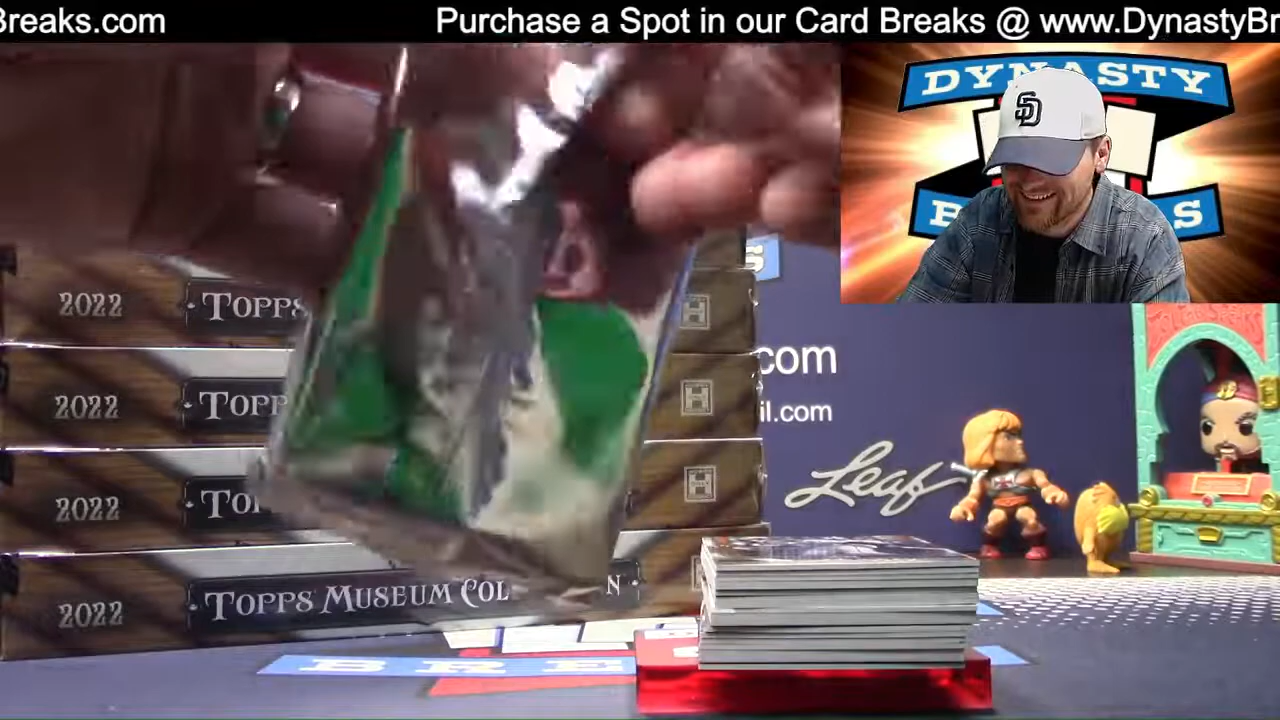 Breaks.com Purchase a Spot in our Card Breaks @ www.DynastyBr
DYNASTY
SD
B S
S
2022 TOPPS H
.com
2022 TOPP H
il.com
Leaf
2022 TO H
2022 TOPPS MUSEUM COL N
BRE